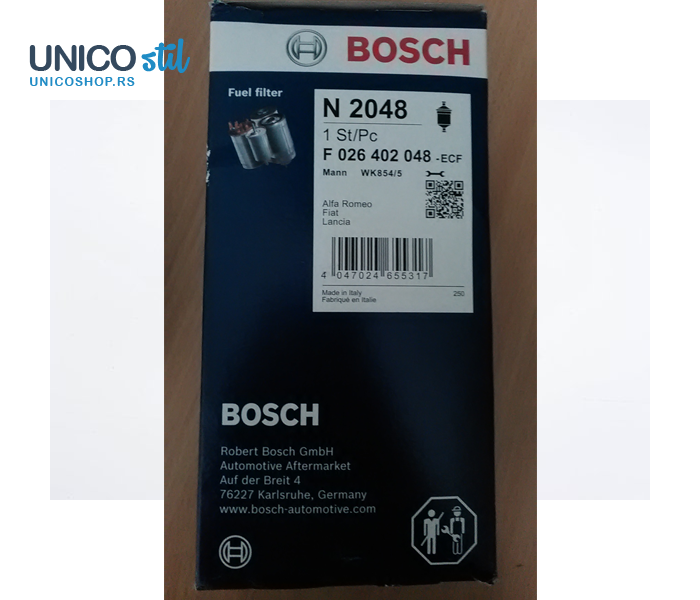 UNICO stil
UNICOSHOP.RS
BOSCH
Fuel filter
N 2048
1 St/Pc
F 026 402 048 -ECF
Mann WK854/5
Alfa Romeo
Fiat
Lancia
4 047024 655317
Made in Italy
Fabriqué en Italie
250
BOSCH
Robert Bosch GmbH
Automotive Aftermarket
Auf der Breit 4
76227 Karlsruhe, Germany
www.bosch-automotive.com